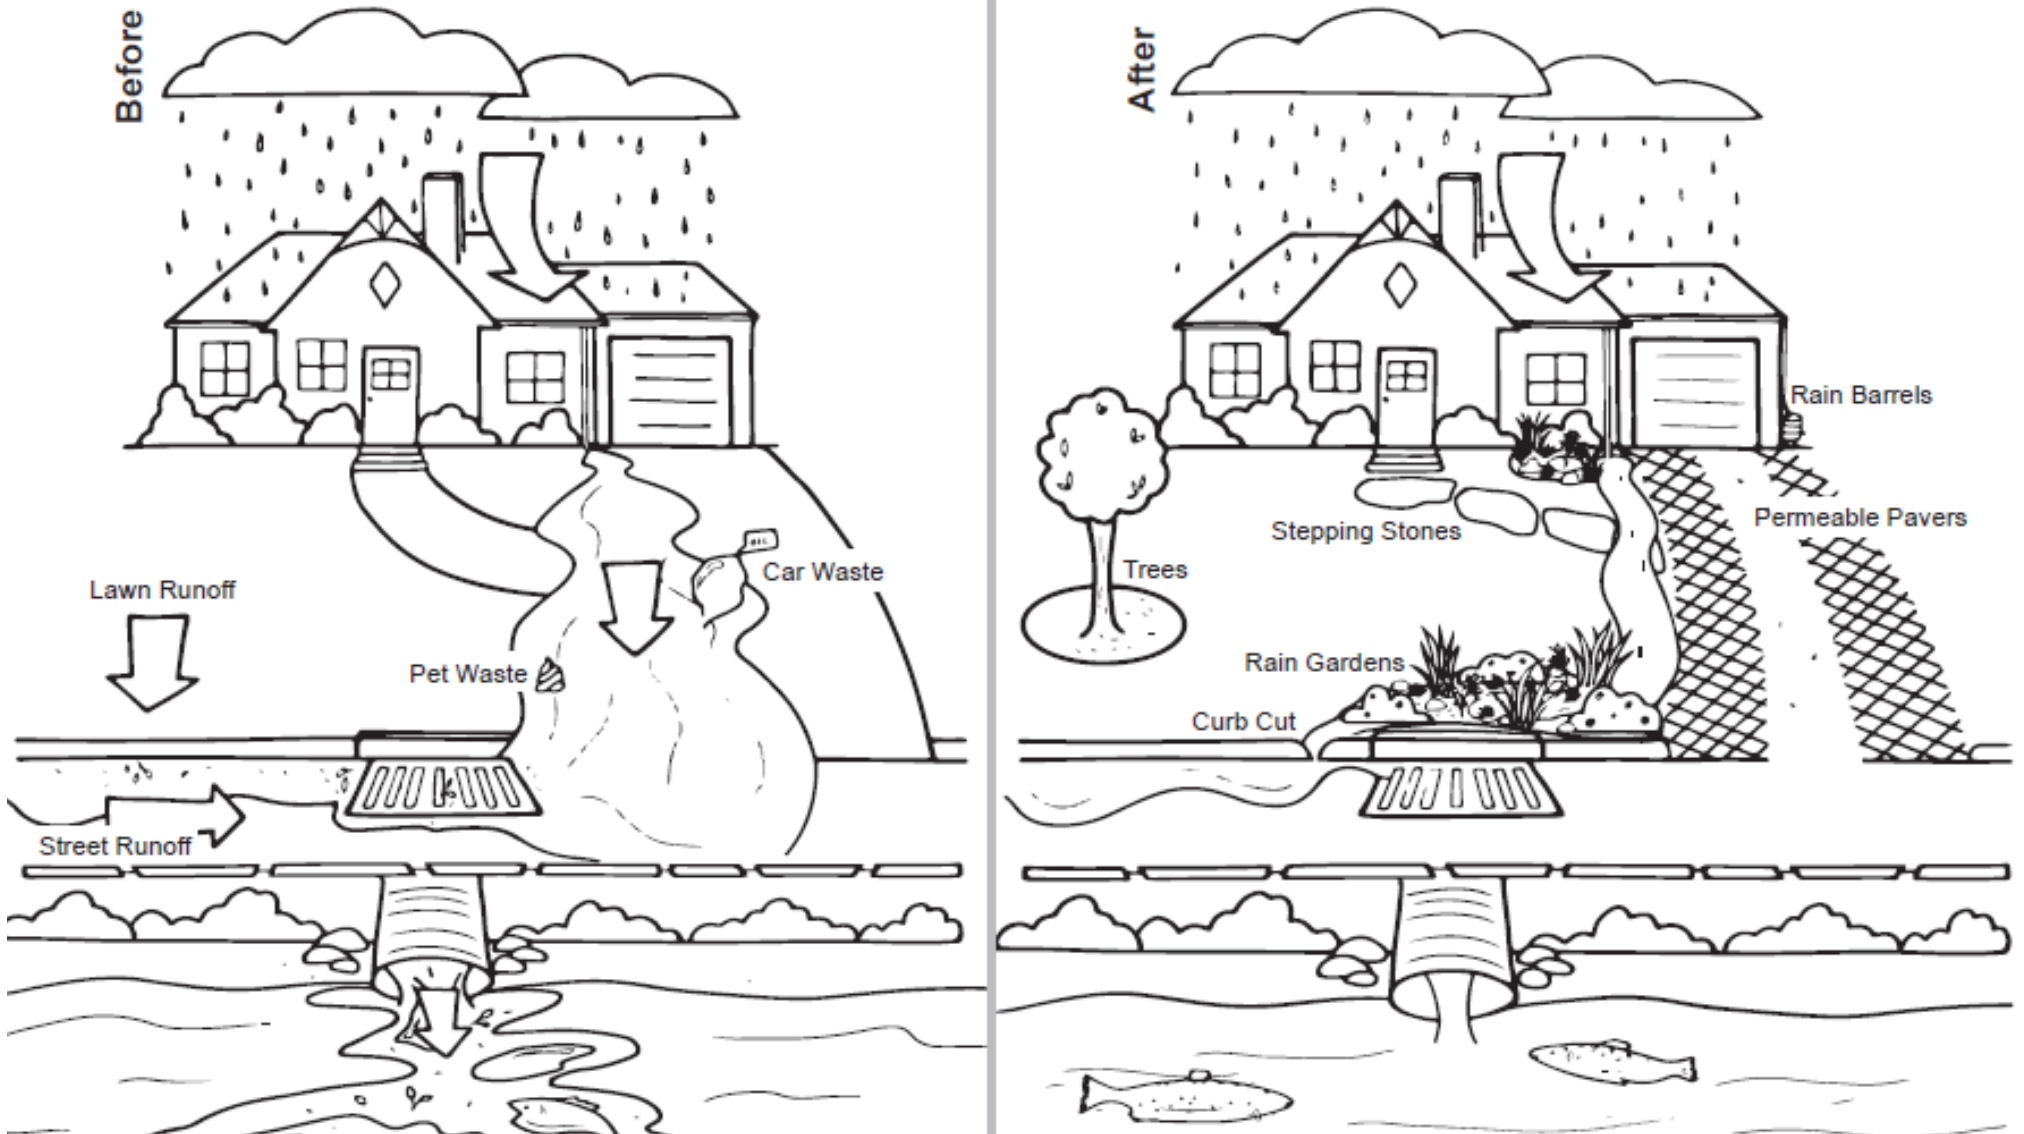 Before
Lawn Runoff
Car Waste
Pet Waste
Street Runoff
After
Rain Barrels
Stepping Stones
Permeable Pavers
Trees
Rain Gardens
Curb Cut